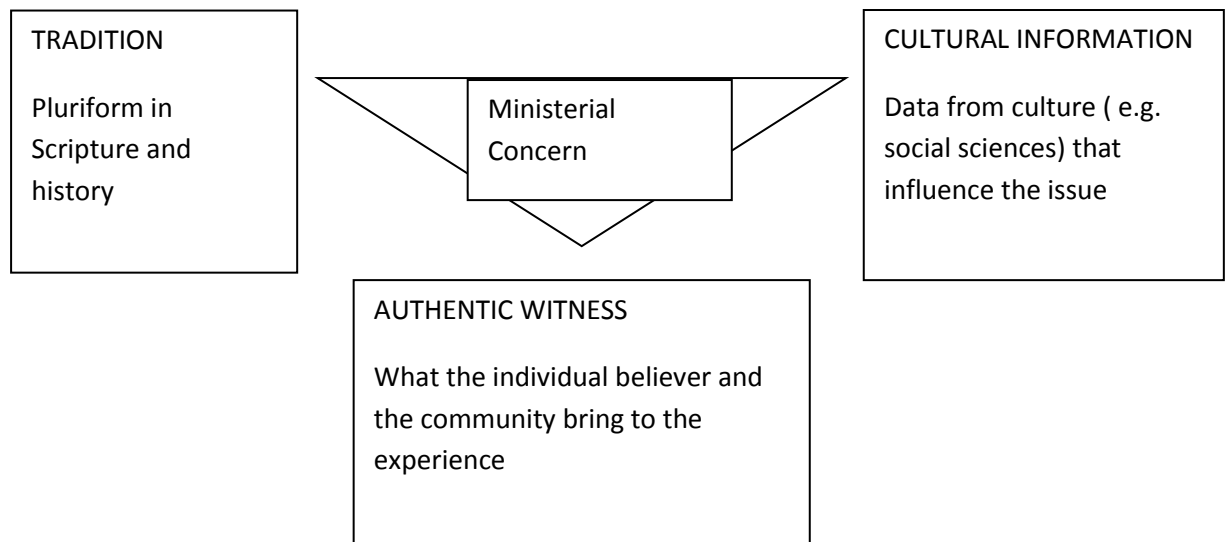 TRADITION
Pluriform in
Scripture and
history
Ministerial
Concern
CULTURAL INFORMATION
Data from culture ( e.g.
social sciences) that
influence the issue
AUTHENTIC WITNESS
What the individual believer and
the community bring to the
experience